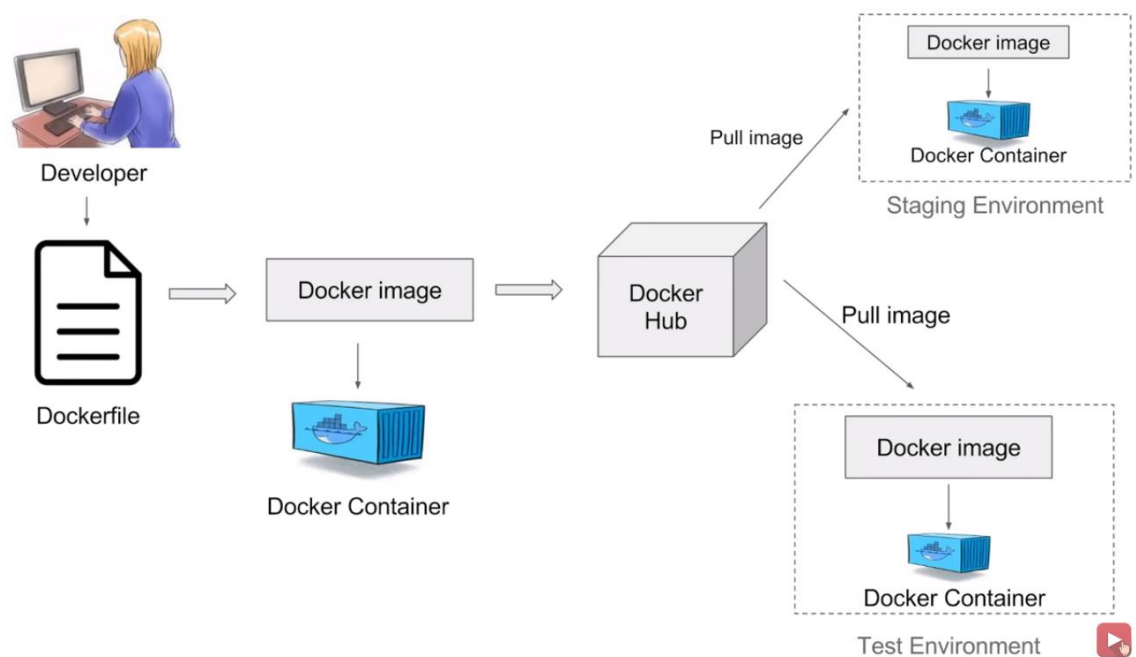 Developer
Dockerfile
Docker image
Docker Container
Docker
Hub
Pull image
Docker image
Docker Container
Staging Environment
Pull image
Docker image
Docker Container
Test Environment